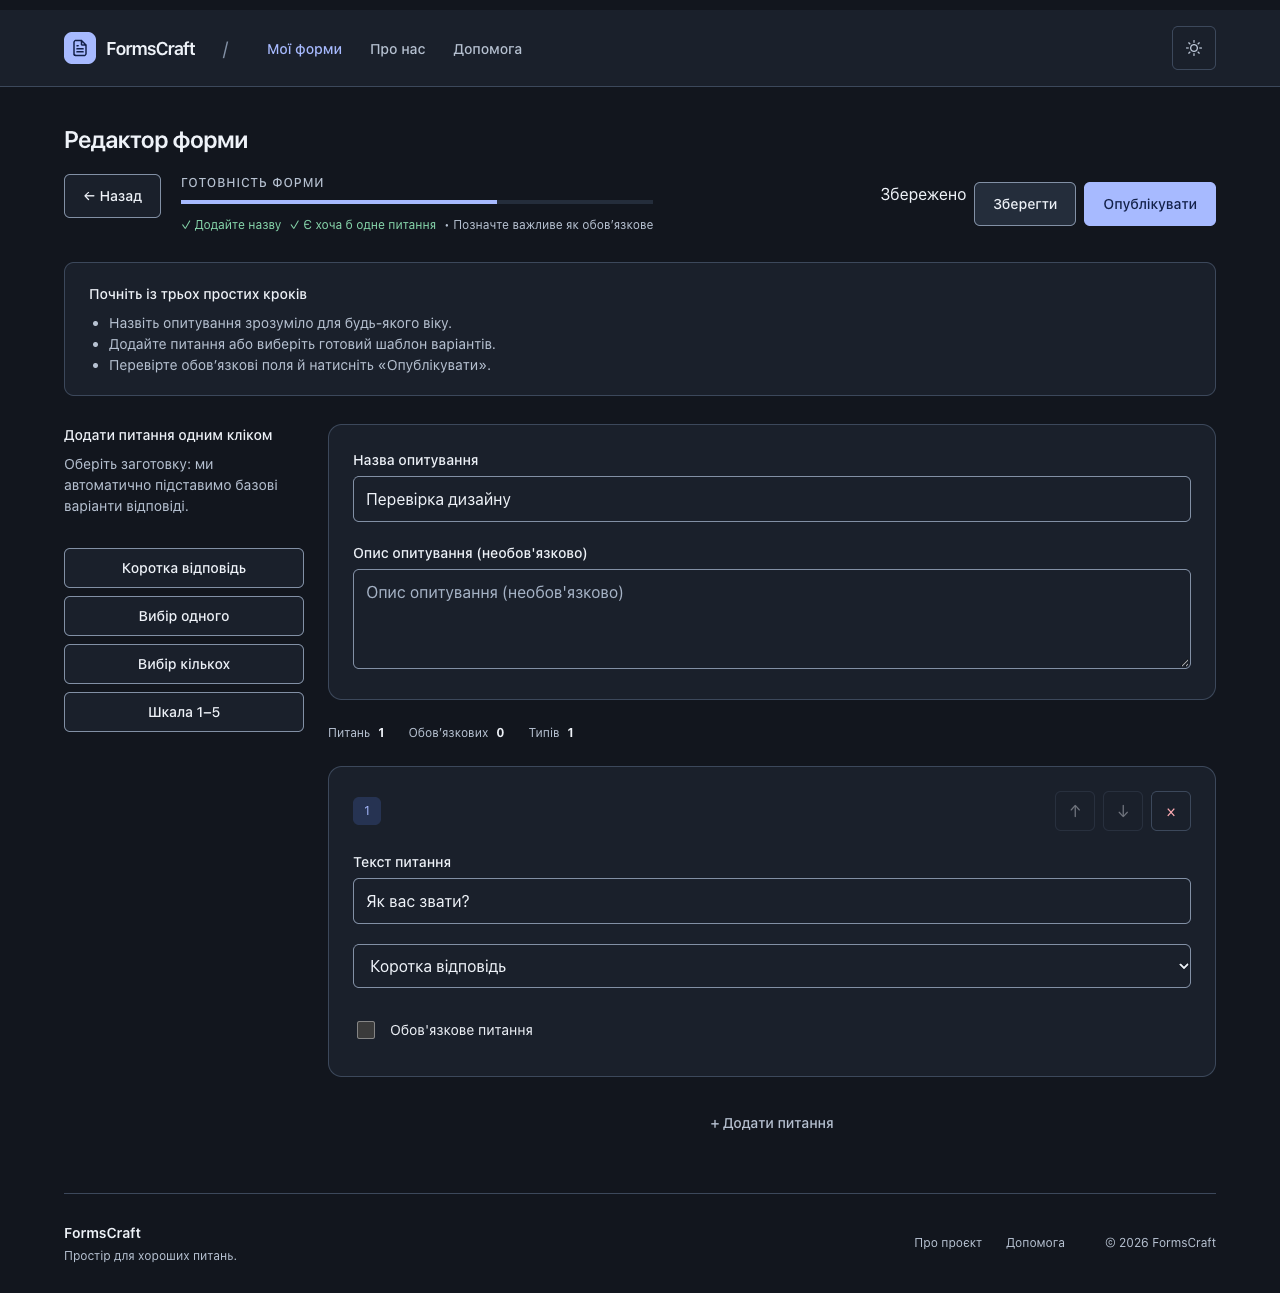 FormsCraft / Мої форми Про нас Допомога
Редактор форми
← Назад
ГОТОВНІСТЬ ФОРМИ
✓ Додайте назву ✓ Є хоча б одне питання • Позначте важливе як обов’язкове
Збережено
Зберегти
Опублікувати
Почніть із трьох простих кроків
• Назвіть опитування зрозуміло для будь-якого віку.
• Додайте питання або виберіть готовий шаблон варіантів.
• Перевірте обов’язкові поля й натисніть «Опублікувати».
Додати питання одним кліком
Оберіть заготовку: ми
автоматично підставимо базові
варіанти відповіді.
Коротка відповідь
Вибір одного
Вибір кількох
Шкала 1–5
Назва опитування
Перевірка дизайну
Опис опитування (необов'язково)
Опис опитування (необов'язково)
Питань 1 Обов’язкових 0 Типів 1
1
↑ ↓ ×
Текст питання
Як вас звати?
Коротка відповідь
Обов'язкове питання
+ Додати питання
FormsCraft
Простір для хороших питань.
Про проєкт Допомога © 2026 FormsCraft